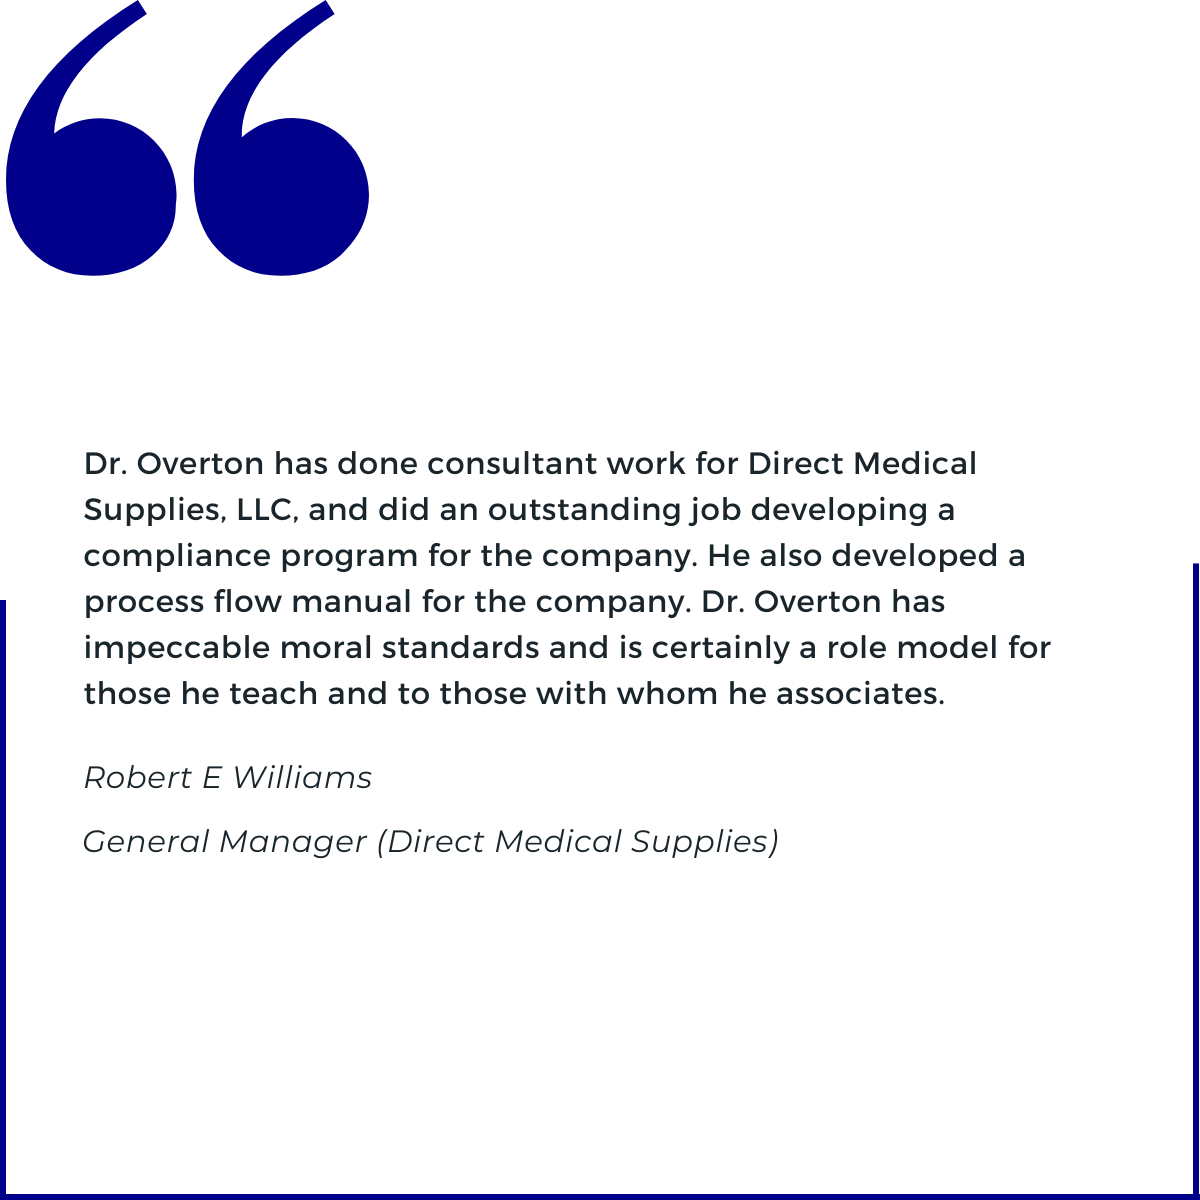 Dr. Overton has done consultant work for Direct Medical
Supplies, LLC, and did an outstanding job developing a
compliance program for the company. He also developed a
process flow manual for the company. Dr. Overton has
impeccable moral standards and is certainly a role model for
those he teach and to those with whom he associates.
Robert E Williams
General Manager (Direct Medical Supplies)